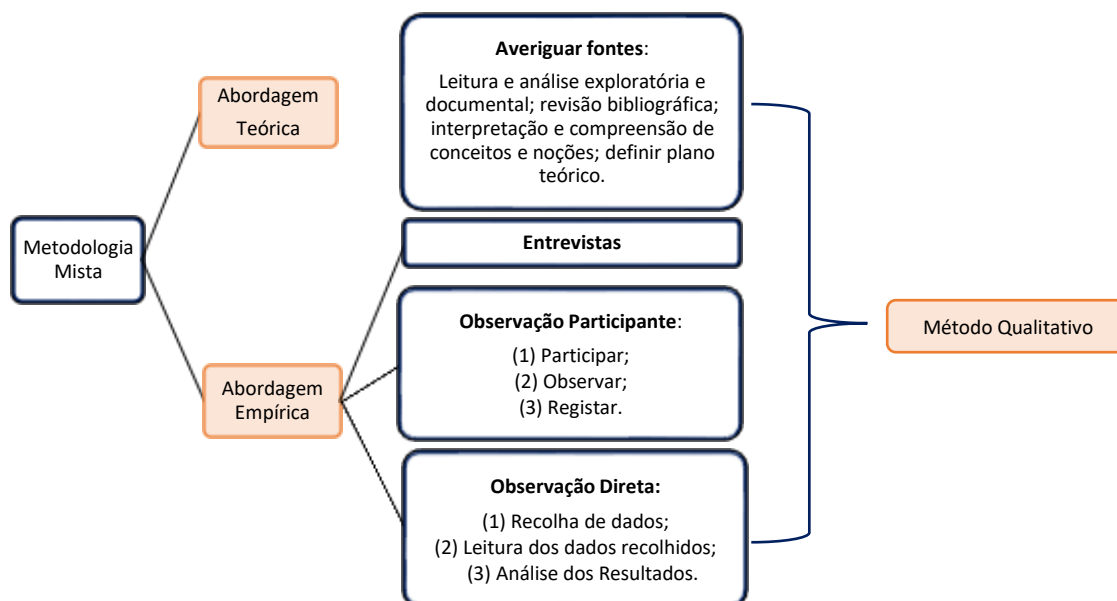 Metodologia
Mista
Abordagem
Teórica
Abordagem
Empírica
Averiguar fontes:
Leitura e análise exploratória e
documental; revisão bibliográfica;
interpretação e compreensão de
conceitos e noções; definir plano
teórico.
Entrevistas
Observação Participante:
(1) Participar;
(2) Observar;
(3) Registar.
Observação Direta:
(1) Recolha de dados;
(2) Leitura dos dados recolhidos;
(3) Análise dos Resultados.
Método Qualitativo